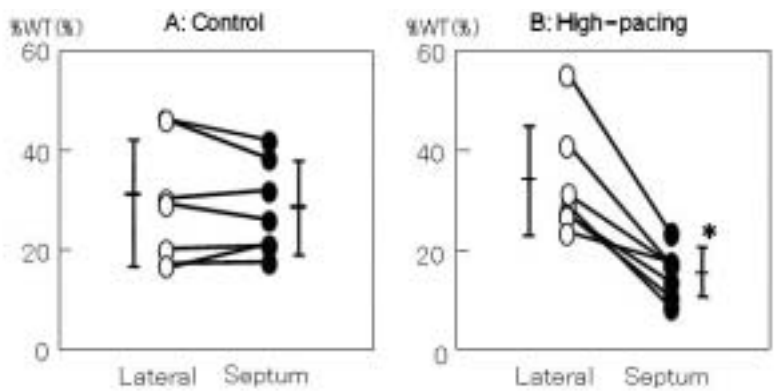 %WT(%) A: Control
60
40
20
0
Lateral Septum
%WT(%) B: High-pacing
60
40
20
0
*
Lateral Septum